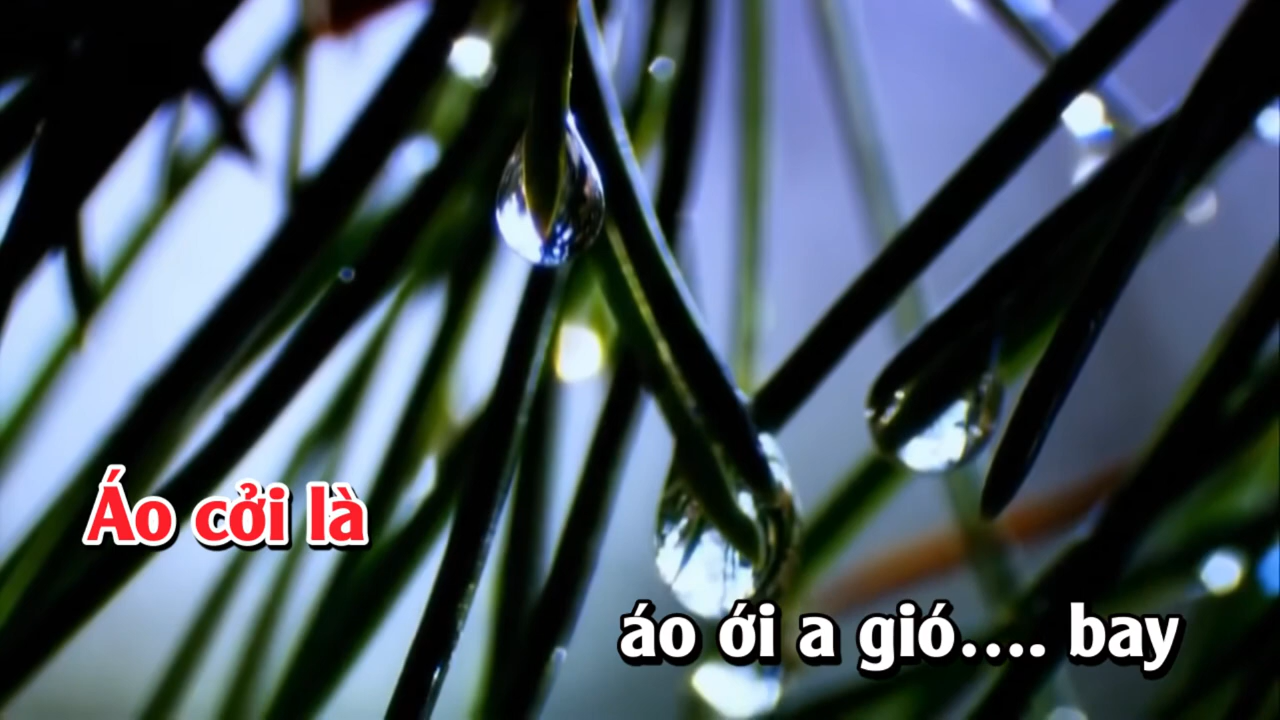 Áo cởi là
áo ới a gió.... bay